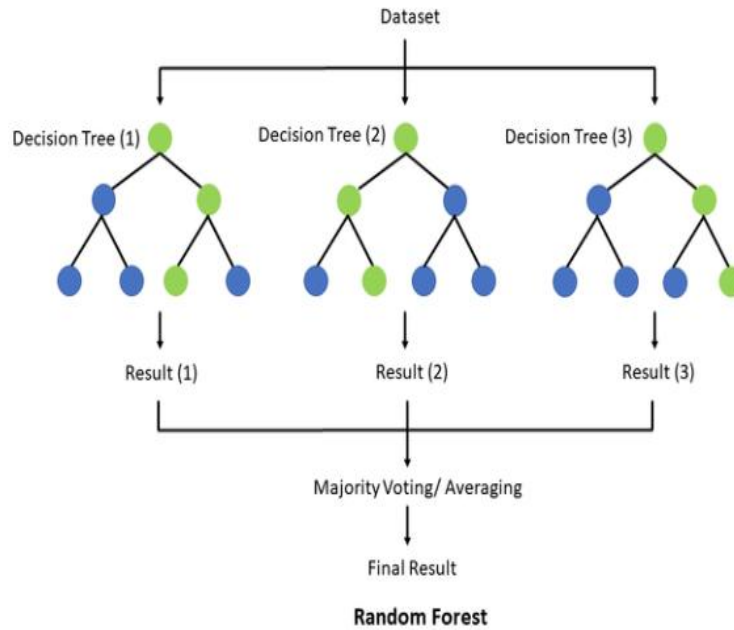 Dataset
Decision Tree (1)
Decision Tree (2)
Decision Tree (3)
Result (1)
Result (2)
Result (3)
Majority Voting/ Averaging
Final Result
Random Forest